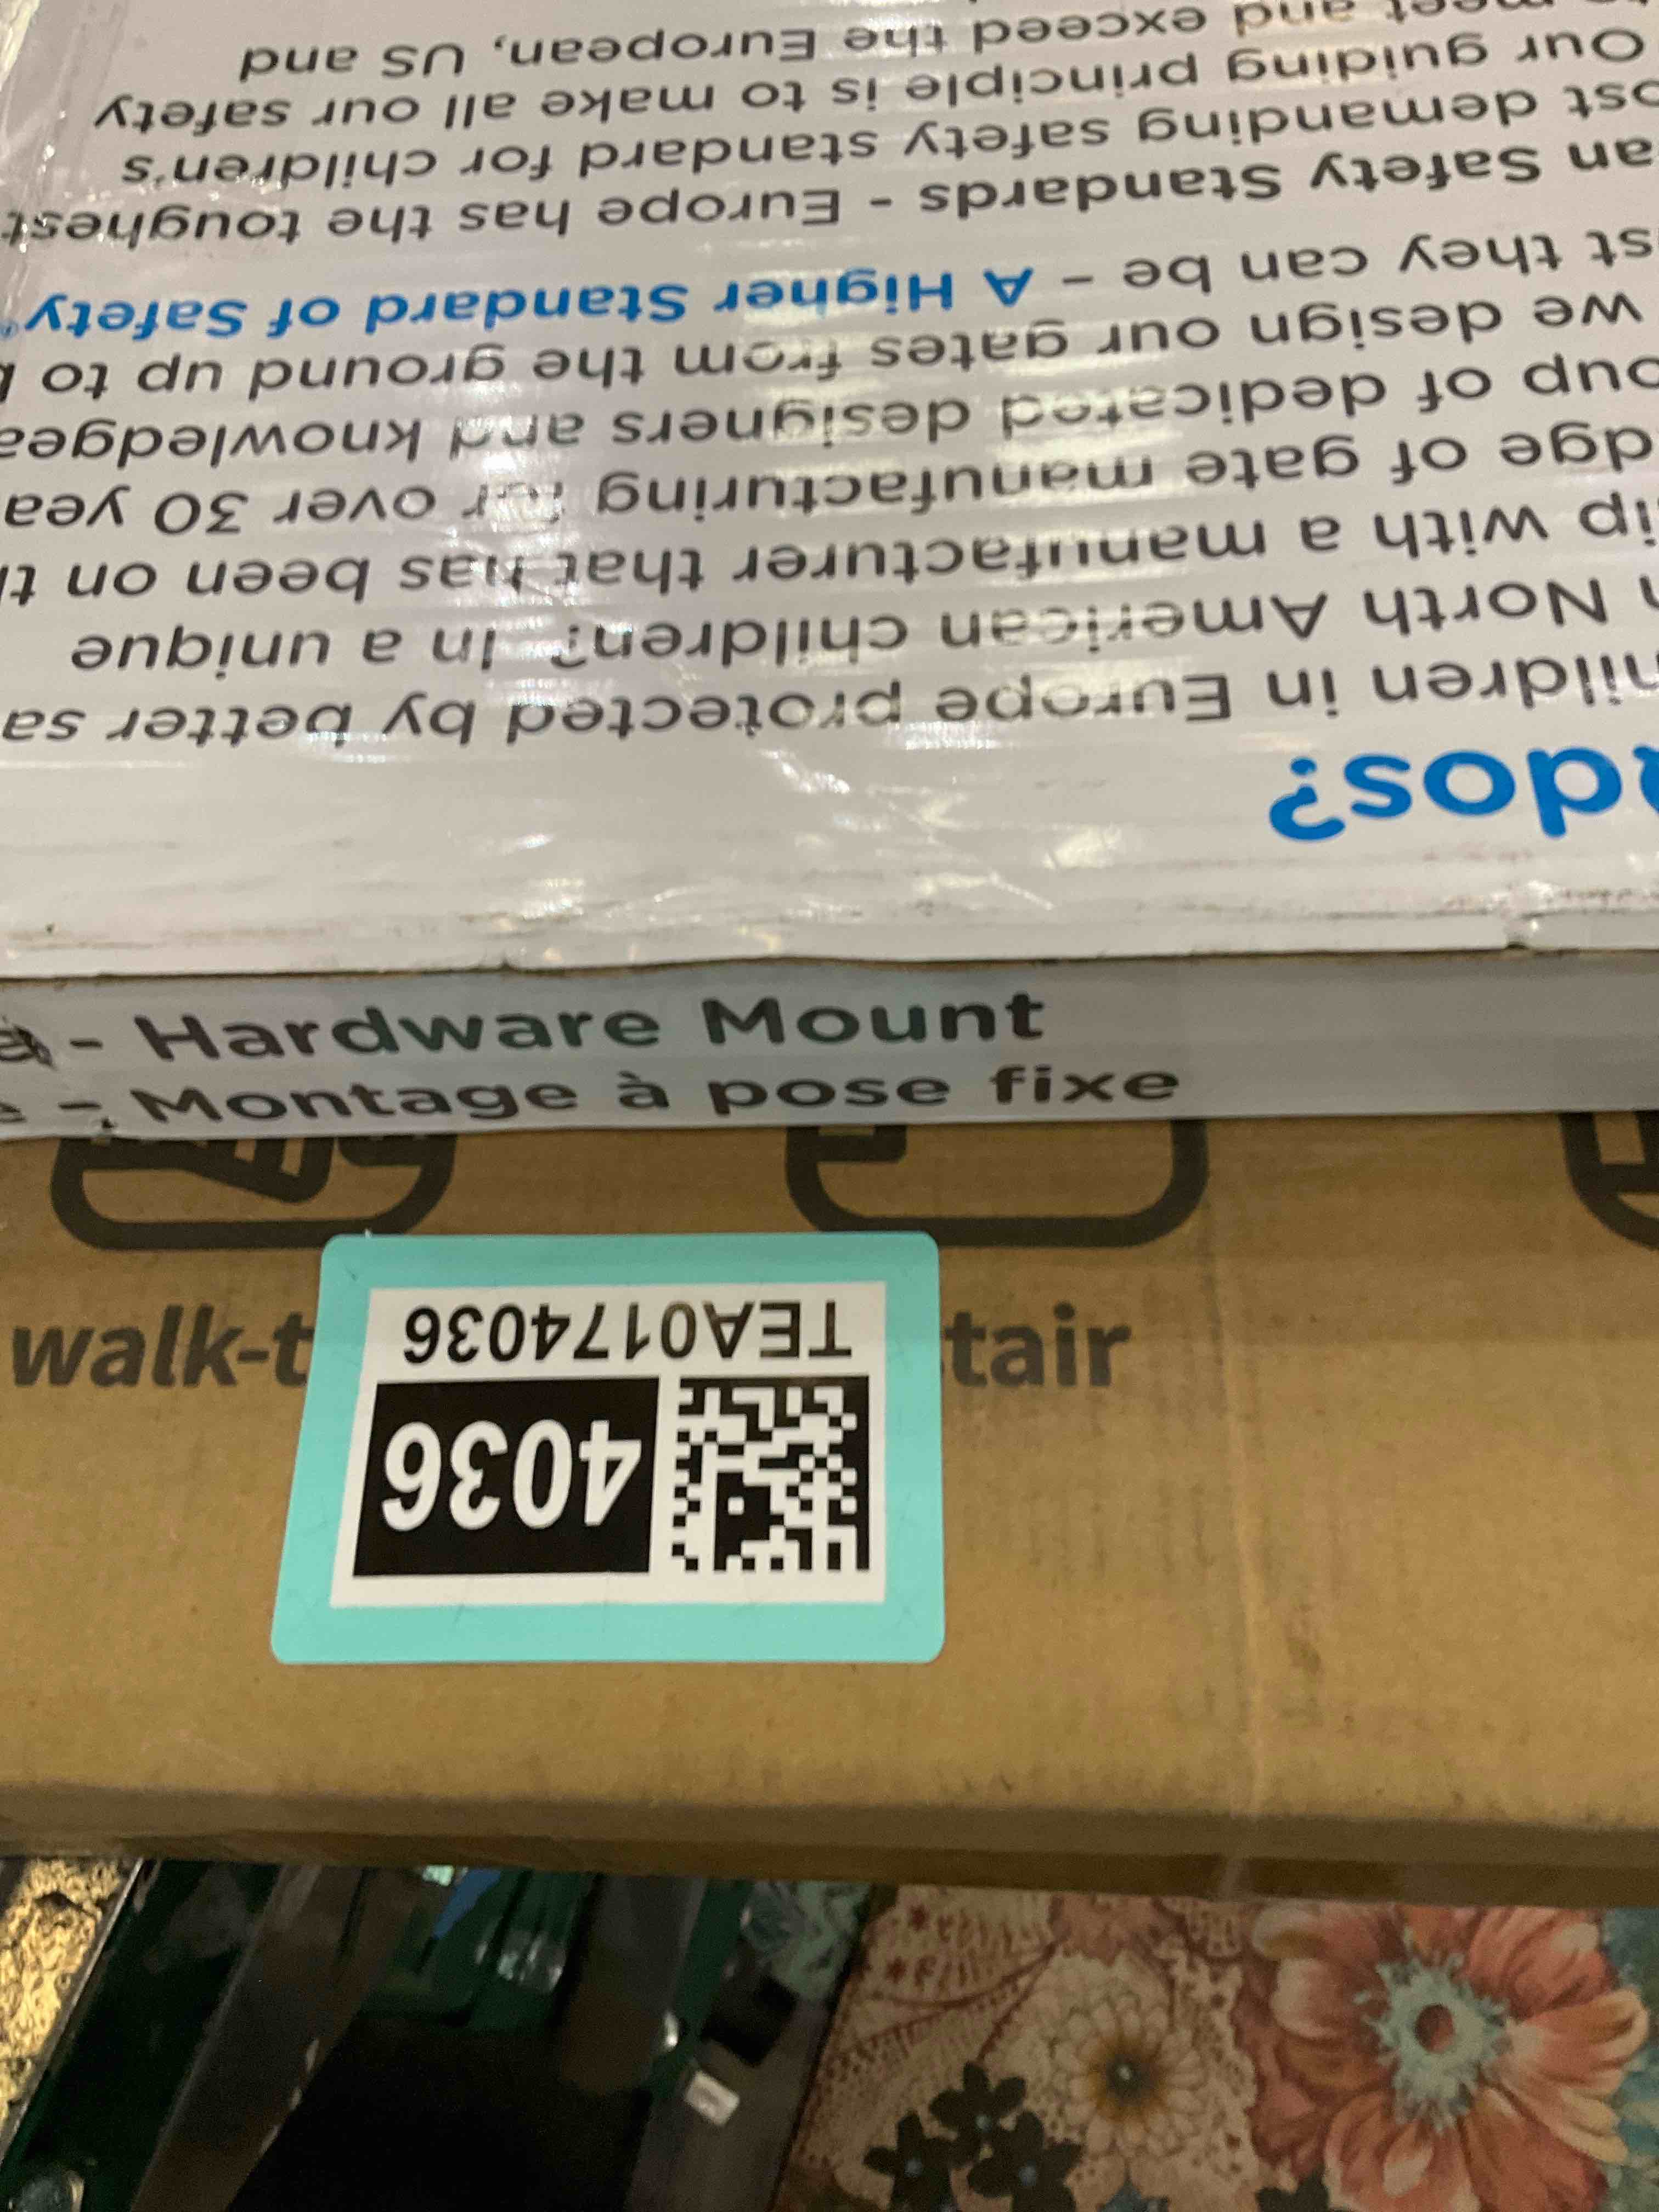 dos?
hildren in Europe protected by better sa
North American children? In a unique
ip with a manufacturer that has been on
dge of gate manufacturing for over 30 yea
oup of dedicated designers and knowledgea
we design our gates from the ground up to
st they can be – A Higher Standard of Safety
an Safety Standards - Europe has the toughest
ost demanding safety standard for children's
Our guiding principle is to make all our safety
meet and exceed the European, US and
- Hardware Mount
- Montage à pose fixe
walk-t
tair
4036
TEA0174036